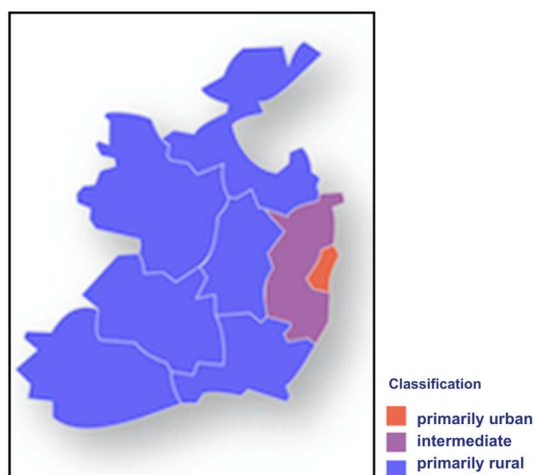 Classification
primarily urban
intermediate
primarily rural